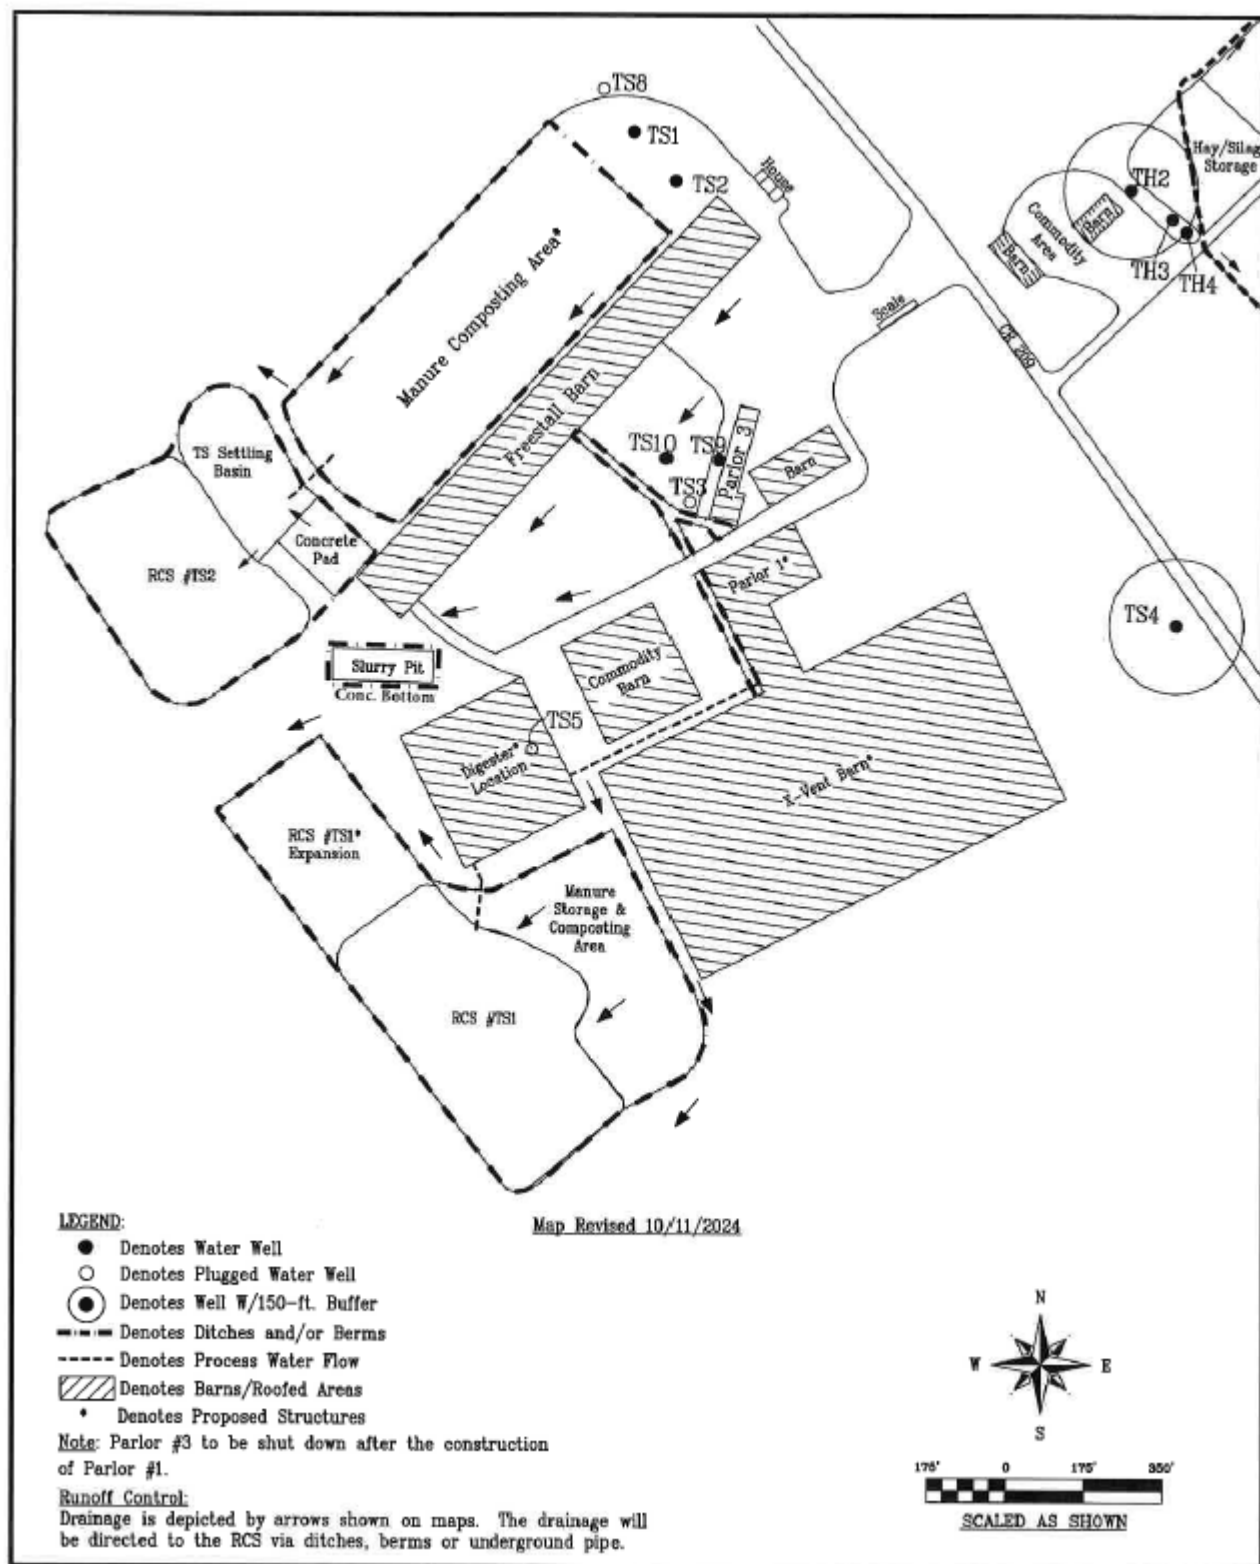 TS8
TS1
TS2
House
Hay/Silag
Storage
TH2
Commodity
Area
Barn
Barn
TH3
TH4
Manure Composting Area*
Scale
CR 209
Freestall Barn
TS10
TS9
TS3
Parlor 3
Barn
TS Settling
Basin
Concrete
Pad
RCS #TS2
Parlor 1*
TS4
Slurry Pit
Conc. Bottom
Commodity
Barn
TS5
Digester*
Location
X-Vent Barn*
RCS #TS1*
Expansion
Manure
Storage &
Composting
Area
RCS #TS1
Map Revised 10/11/2024
LEGEND:
Denotes Water Well
Denotes Plugged Water Well
Denotes Well W/150-ft. Buffer
Denotes Ditches and/or Berms
Denotes Process Water Flow
Denotes Barns/Roofed Areas
* Denotes Proposed Structures
Note: Parlor #3 to be shut down after the construction
of Parlor #1.
Runoff Control:
Drainage is depicted by arrows shown on maps. The drainage will
be directed to the RCS via ditches, berms or underground pipe.
N
W E
S
175' 0 175' 350'
SCALED AS SHOWN